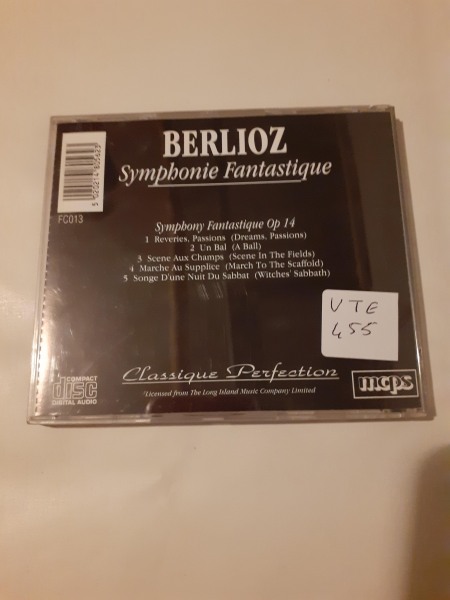 BERLIOZ
Symphonie Fantastique
FC013
Symphony Fantastique Op 14
1 Reveries, Passions (Dreams, Passions)
2 Un Bal (A Ball)
3 Scene Aux Champs (Scene In The Fields)
4 Marche Au Supplice (March To The Scaffold)
5 Songe D'une Nuit Du Sabbat (Witches' Sabbath)
VTE
455
COMPACT
disc
DIGITAL AUDIO
Classique Perfection
Licensed from The Long Island Music Company Limited
mcps